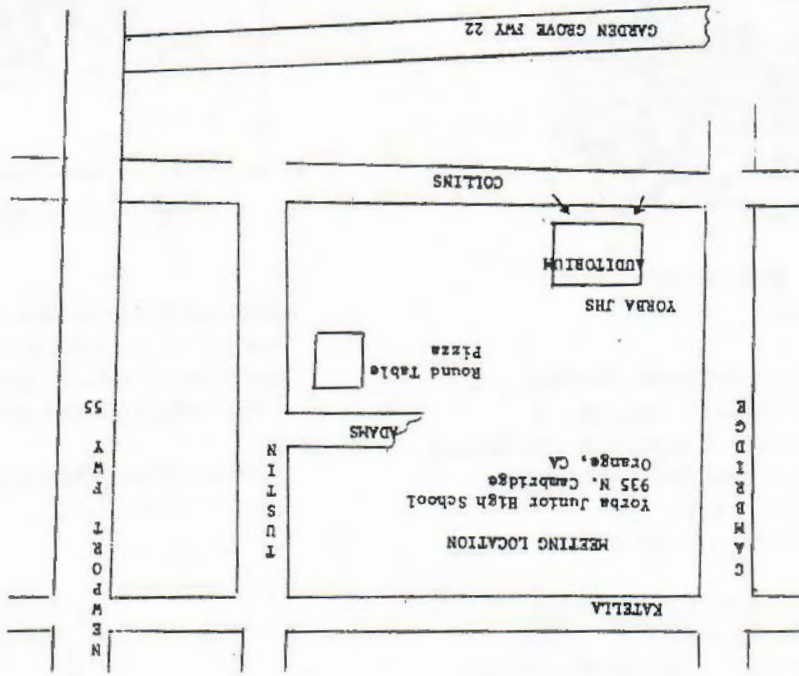 KATELLA
MEETING LOCATION
Yorba Junior High School
935 N. Cambridge
Orange, CA
CAMBRIDGE
TUSTIN
NEWPORT FWY 55
ADAMS
Round Table
Pizza
YORBA JHS
AUDITORIUM
COLLINS
GARDEN GROVE FWY 22